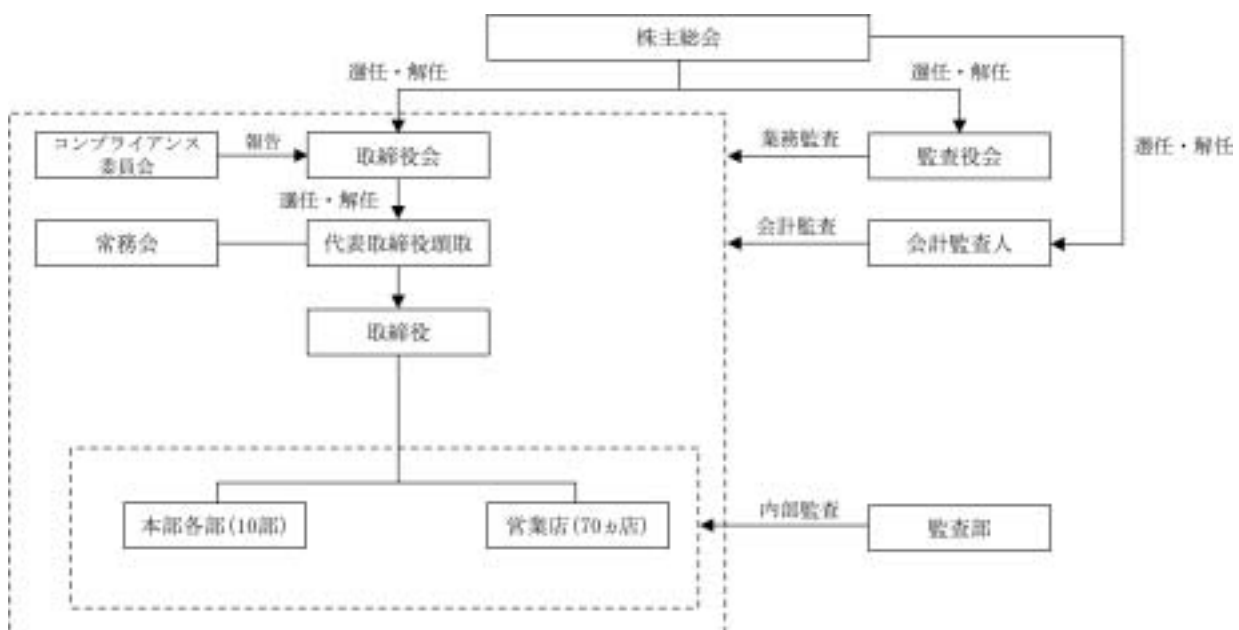 株主総会
選任・解任
選任・解任
コンプライアンス
委員会
報告
取締役会
業務監査
監査役会
選任・解任
選任・解任
常務会
代表取締役頭取
会計監査
会計監査人
取締役
本部各部(10部)
営業店(70ヵ店)
内部監査
監査部